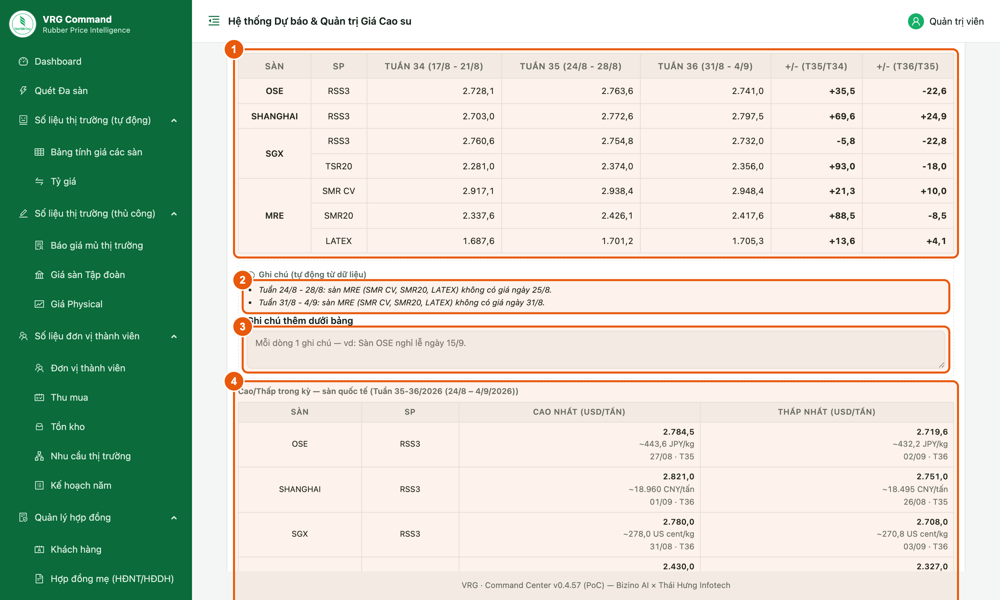 VRG Command
Rubber Price Intelligence
Dashboard
Quét Đa sàn
Số liệu thị trường (tự động)
Bảng tính giá các sàn
Tỷ giá
Số liệu thị trường (thủ công)
Báo giá mủ thị trường
Giá sàn Tập đoàn
Giá Physical
Số liệu đơn vị thành viên
Đơn vị thành viên
Thu mua
Tồn kho
Nhu cầu thị trường
Kế hoạch năm
Quản lý hợp đồng
Khách hàng
Hợp đồng mẹ (HĐNT/HĐDH)
Hệ thống Dự báo & Quản trị Giá Cao su
Quản trị viên
1
SÀN SP TUẦN 34 (17/8 - 21/8) TUẦN 35 (24/8 - 28/8) TUẦN 36 (31/8 - 4/9) +/- (T35/T34) +/- (T36/T35)
OSE RSS3 2.728,1 2.763,6 2.741,0 +35,5 -22,6
SHANGHAI RSS3 2.703,0 2.772,6 2.797,5 +69,6 +24,9
SGX RSS3 2.760,6 2.754,8 2.732,0 -5,8 -22,8
TSR20 2.281,0 2.374,0 2.356,0 +93,0 -18,0
MRE SMR CV 2.917,1 2.938,4 2.948,4 +21,3 +10,0
SMR20 2.337,6 2.426,1 2.417,6 +88,5 -8,5
LATEX 1.687,6 1.701,2 1.705,3 +13,6 +4,1
Ghi chú (tự động từ dữ liệu)
2
• Tuần 24/8 - 28/8: sàn MRE (SMR CV, SMR20, LATEX) không có giá ngày 25/8.
• Tuần 31/8 - 4/9: sàn MRE (SMR CV, SMR20, LATEX) không có giá ngày 31/8.
Ghi chú thêm dưới bảng
3
Mỗi dòng 1 ghi chú — vd: Sàn OSE nghỉ lễ ngày 15/9.
4
Cao/Thấp trong kỳ — sàn quốc tế (Tuần 35-36/2026 (24/8 – 4/9/2026))
SÀN SP CAO NHẤT (USD/TẤN) THẤP NHẤT (USD/TẤN)
OSE RSS3 2.784,5 2.719,6
~443,6 JPY/kg ~432,2 JPY/kg
27/08 · T35 02/09 · T36
SHANGHAI RSS3 2.821,0 2.751,0
~18.960 CNY/tấn ~18.495 CNY/tấn
01/09 · T36 26/08 · T35
SGX RSS3 2.780,0 2.708,0
~278,0 US cent/kg ~270,8 US cent/kg
31/08 · T36 03/09 · T36
2.430,0 2.327,0
VRG · Command Center v0.4.57 (PoC) — Bizino AI × Thái Hưng Infotech